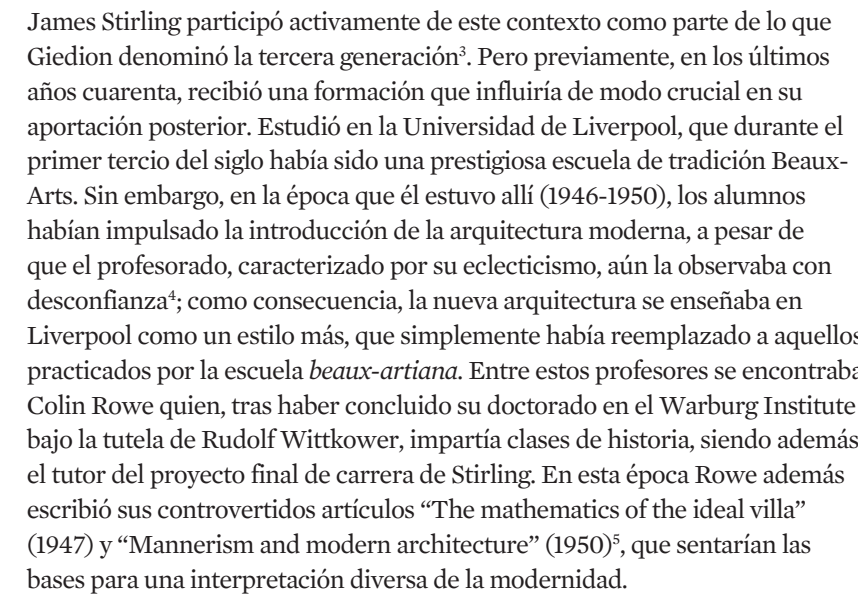 James Stirling participó activamente de este contexto como parte de lo que
Giedion denominó la tercera generación³. Pero previamente, en los últimos
años cuarenta, recibió una formación que influiría de modo crucial en su
aportación posterior. Estudió en la Universidad de Liverpool, que durante el
primer tercio del siglo había sido una prestigiosa escuela de tradición Beaux-
Arts. Sin embargo, en la época que él estuvo allí (1946-1950), los alumnos
habían impulsado la introducción de la arquitectura moderna, a pesar de
que el profesorado, caracterizado por su eclecticismo, aún la observaba con
desconfianza⁴; como consecuencia, la nueva arquitectura se enseñaba en
Liverpool como un estilo más, que simplemente había reemplazado a aquellos
practicados por la escuela beaux-artiana. Entre estos profesores se encontraba
Colin Rowe quien, tras haber concluido su doctorado en el Warburg Institute
bajo la tutela de Rudolf Wittkower, impartía clases de historia, siendo además
el tutor del proyecto final de carrera de Stirling. En esta época Rowe además
escribió sus controvertidos artículos “The mathematics of the ideal villa”
(1947) y “Mannerism and modern architecture” (1950)⁵, que sentarían las
bases para una interpretación diversa de la modernidad.